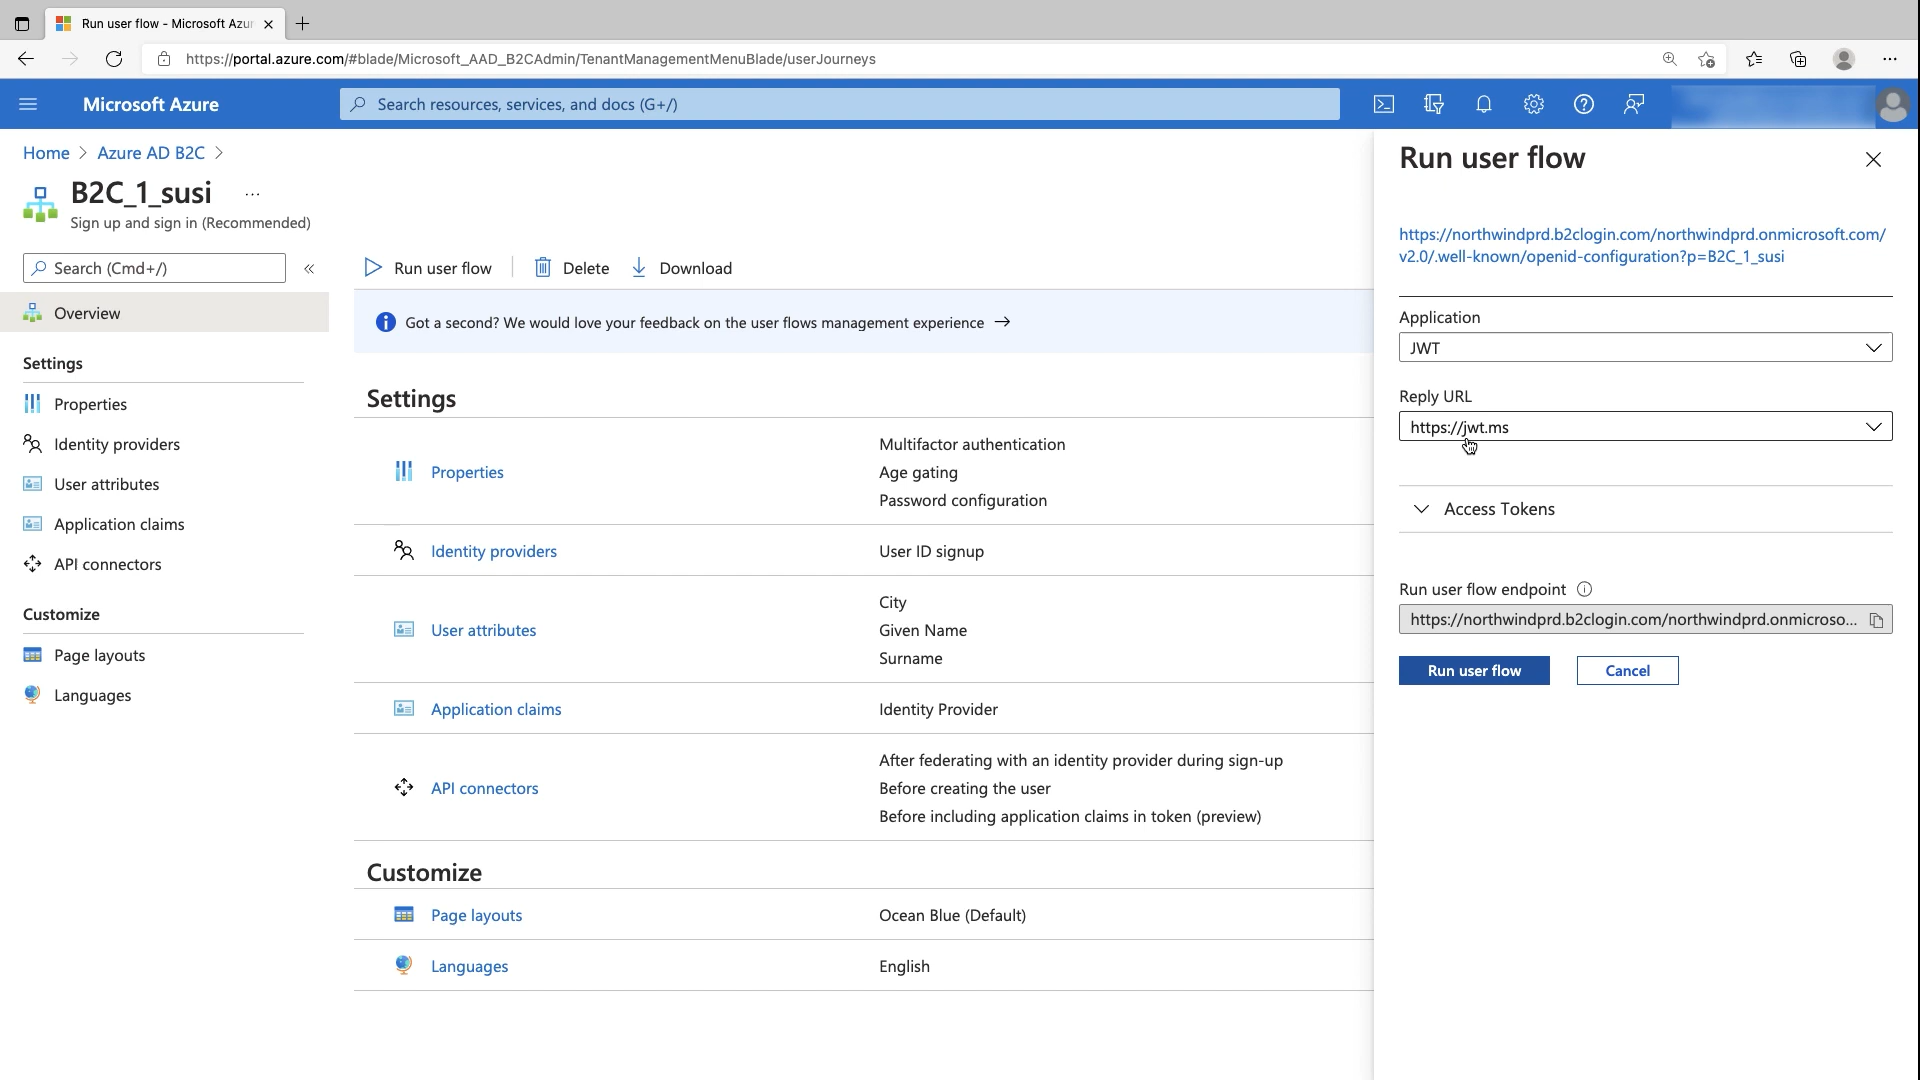 Run user flow - Microsoft Azur
https://portal.azure.com/#blade/Microsoft_AAD_B2CAdmin/TenantManagementMenuBlade/userJourneys
Microsoft Azure
Search resources, services, and docs (G+/)
Home > Azure AD B2C >
B2C_1_susi ...
Sign up and sign in (Recommended)
Search (Cmd+/)
«
Overview
Settings
Properties
Identity providers
User attributes
Application claims
API connectors
Customize
Page layouts
Languages
Run user flow
Delete
Download
Got a second? We would love your feedback on the user flows management experience →
Settings
Properties
Multifactor authentication
Age gating
Password configuration
Identity providers
User ID signup
User attributes
City
Given Name
Surname
Application claims
Identity Provider
API connectors
After federating with an identity provider during sign-up
Before creating the user
Before including application claims in token (preview)
Customize
Page layouts
Ocean Blue (Default)
Languages
English
Run user flow
https://northwindprd.b2clogin.com/northwindprd.onmicrosoft.com/
v2.0/.well-known/openid-configuration?p=B2C_1_susi
Application
JWT
Reply URL
https://jwt.ms
Access Tokens
Run user flow endpoint
https://northwindprd.b2clogin.com/northwindprd.onmicroso...
Run user flow
Cancel